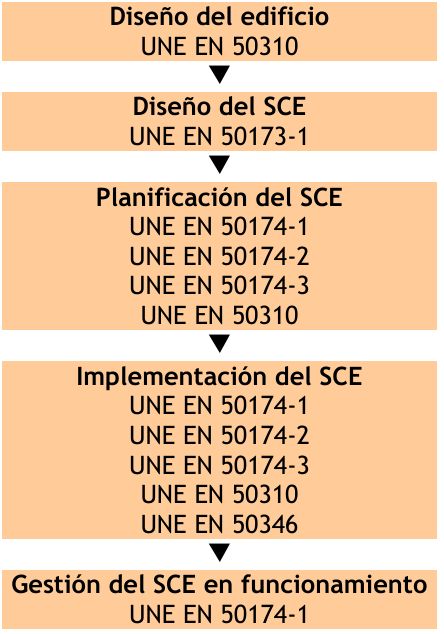 Diseño del edificio
UNE EN 50310
Diseño del SCE
UNE EN 50173-1
Planificación del SCE
UNE EN 50174-1
UNE EN 50174-2
UNE EN 50174-3
UNE EN 50310
Implementación del SCE
UNE EN 50174-1
UNE EN 50174-2
UNE EN 50174-3
UNE EN 50310
UNE EN 50346
Gestión del SCE en funcionamiento
UNE EN 50174-1